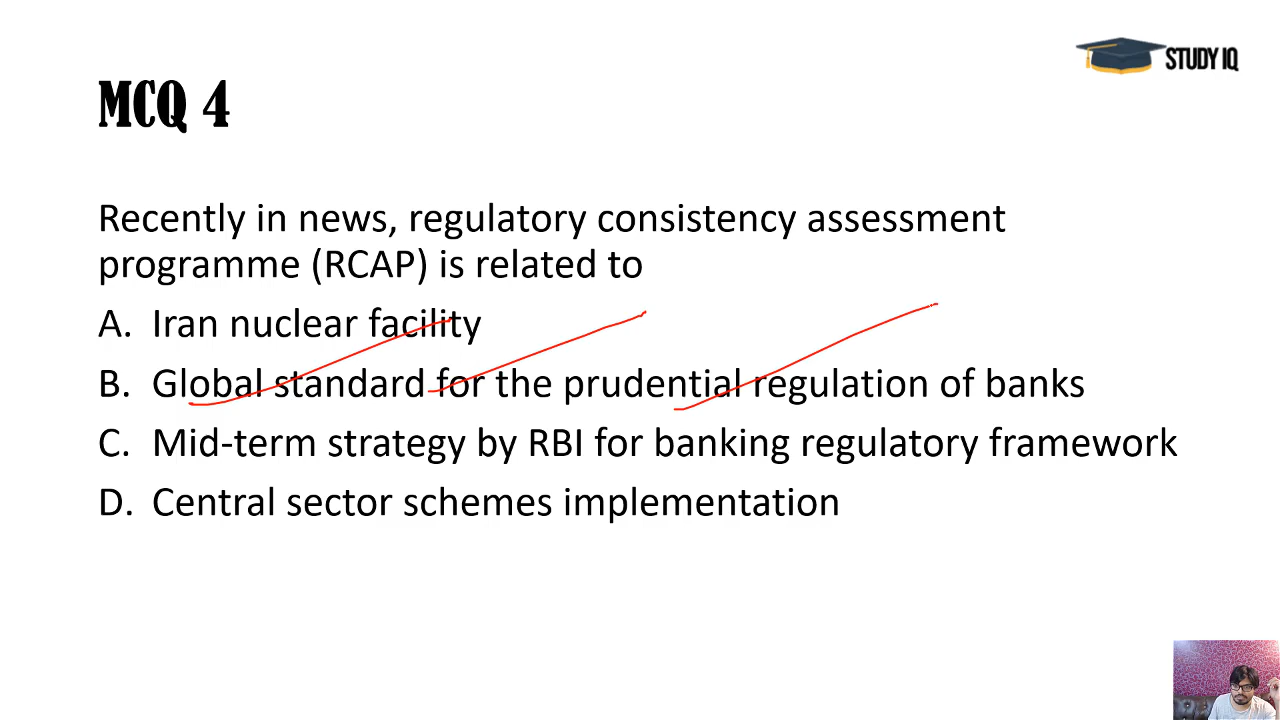 STUDY IQ
MCQ 4
Recently in news, regulatory consistency assessment
programme (RCAP) is related to
A. Iran nuclear facility
B. Global standard for the prudential regulation of banks
C. Mid-term strategy by RBI for banking regulatory framework
D. Central sector schemes implementation